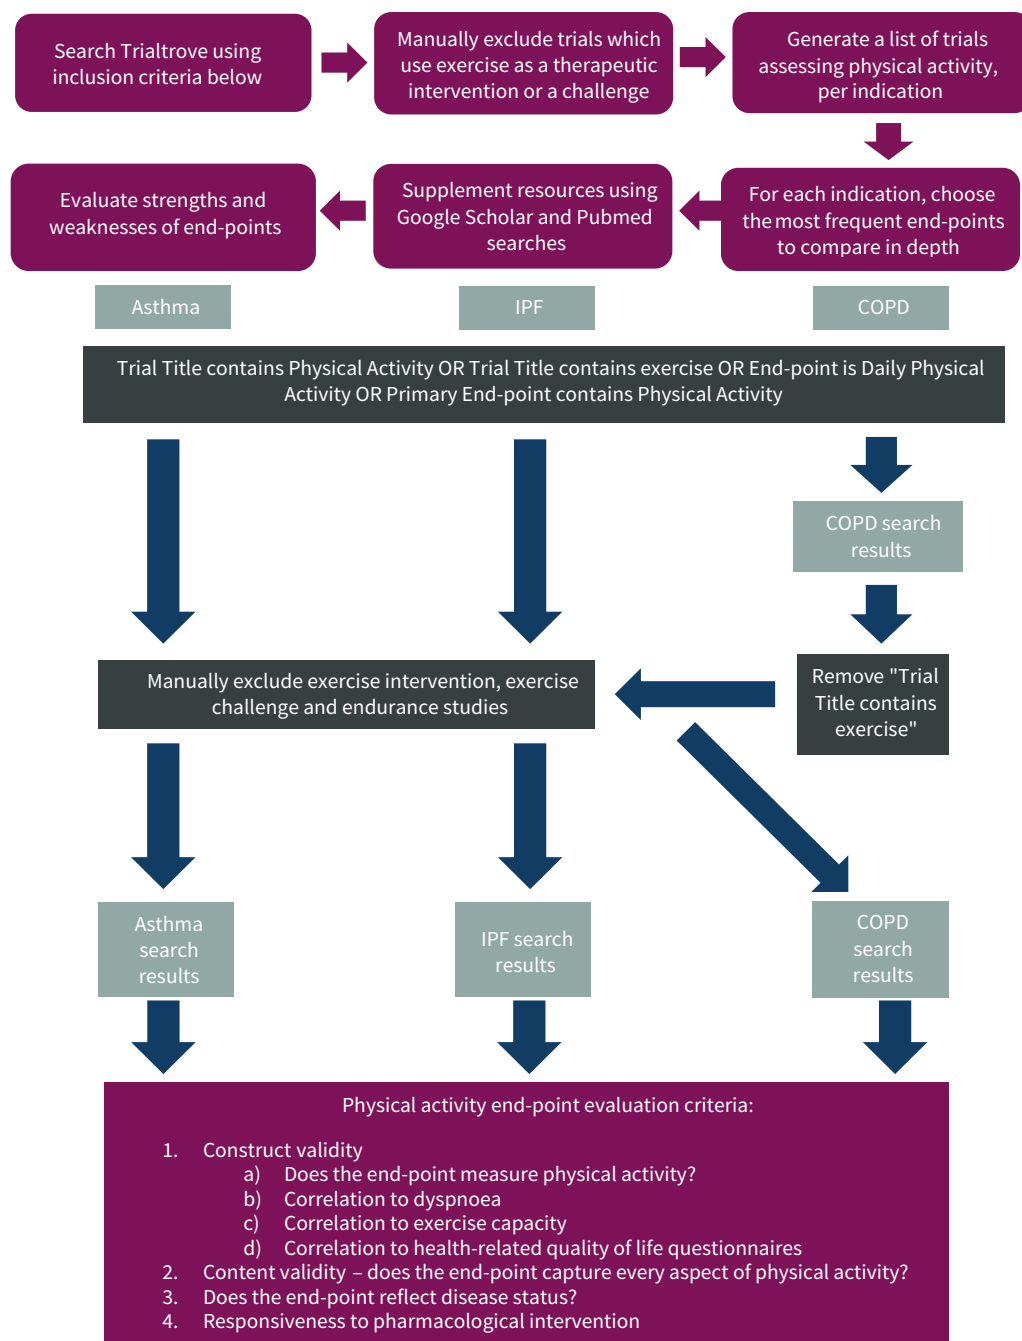 Search Trialtrove using
inclusion criteria below
Manually exclude trials which
use exercise as a therapeutic
intervention or a challenge
Generate a list of trials
assessing physical activity,
per indication
For each indication, choose
the most frequent end-points
to compare in depth
Supplement resources using
Google Scholar and Pubmed
searches
Evaluate strengths and
weaknesses of end-points
Asthma
IPF
COPD
Trial Title contains Physical Activity OR Trial Title contains exercise OR End-point is Daily Physical
Activity OR Primary End-point contains Physical Activity
COPD search
results
Remove "Trial
Title contains
exercise"
Manually exclude exercise intervention, exercise
challenge and endurance studies
Asthma
search
results
IPF search
results
COPD
search
results
Physical activity end-point evaluation criteria:
1. Construct validity
a) Does the end-point measure physical activity?
b) Correlation to dyspnoea
c) Correlation to exercise capacity
d) Correlation to health-related quality of life questionnaires
2. Content validity – does the end-point capture every aspect of physical activity?
3. Does the end-point reflect disease status?
4. Responsiveness to pharmacological intervention